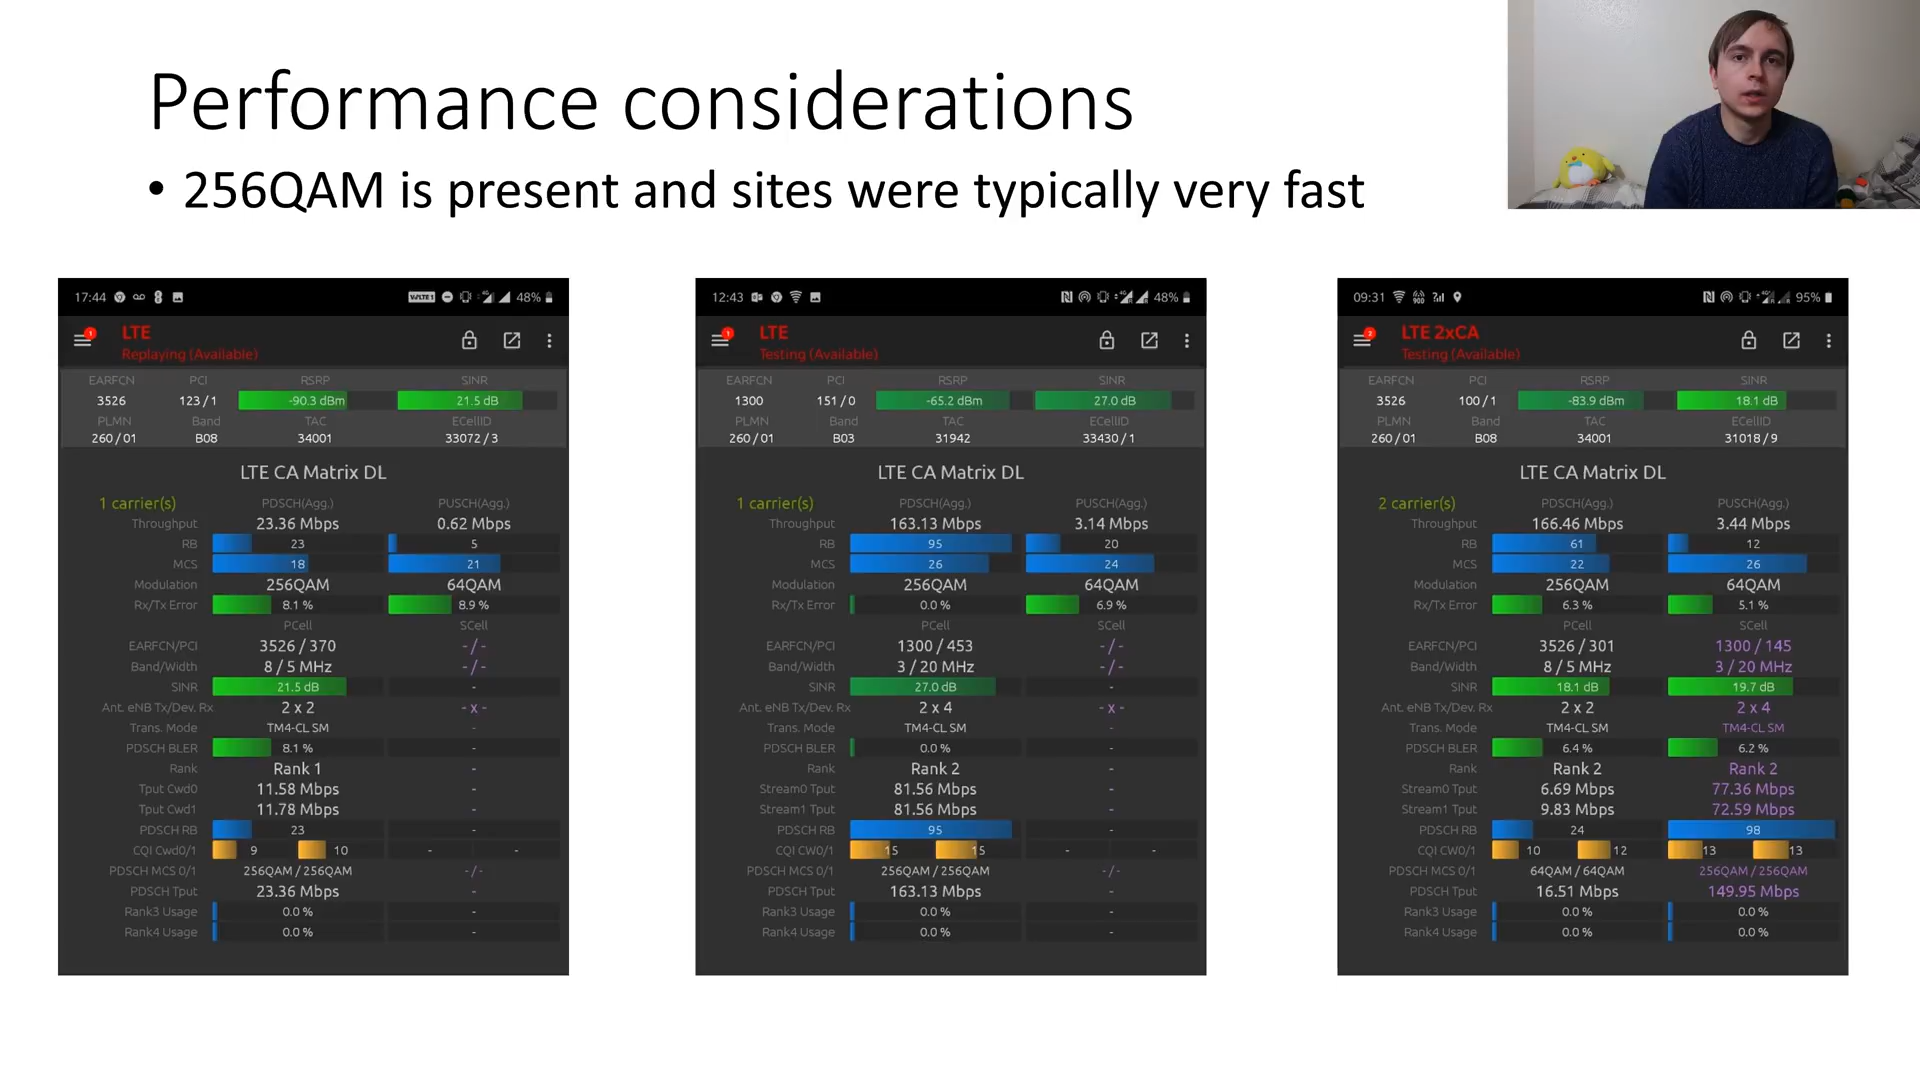 Performance considerations
• 256QAM is present and sites were typically very fast
17:44 48%
LTE
Replaying (Available)
EARFCN PCI RSRP SINR
3526 123 / 1 -90.3 dBm 21.5 dB
PLMN Band TAC ECellID
260 / 01 B08 34001 33072 / 3
LTE CA Matrix DL
1 carrier(s) PDSCH(Agg.) PUSCH(Agg.)
Throughput 23.36 Mbps 0.62 Mbps
RB 23 5
MCS 18 21
Modulation 256QAM 64QAM
Rx/Tx Error 8.1 % 8.9 %
PCell SCell
EARFCN/PCI 3526 / 370 - / -
Band/Width 8 / 5 MHz - / -
SINR 21.5 dB -
Ant. eNB Tx/Dev. Rx 2 x 2 - x -
Trans. Mode TM4-CL SM -
PDSCH BLER 8.1 % -
Rank Rank 1 -
Tput Cwd0 11.58 Mbps -
Tput Cwd1 11.78 Mbps -
PDSCH RB 23 -
CQI Cwd0/1 9 10 - -
PDSCH MCS 0/1 256QAM / 256QAM - / -
PDSCH Tput 23.36 Mbps -
Rank3 Usage 0.0 % -
Rank4 Usage 0.0 % -
12:43 48%
LTE
Testing (Available)
EARFCN PCI RSRP SINR
1300 151 / 0 -65.2 dBm 27.0 dB
PLMN Band TAC ECellID
260 / 01 B03 31942 33430 / 1
LTE CA Matrix DL
1 carrier(s) PDSCH(Agg.) PUSCH(Agg.)
Throughput 163.13 Mbps 3.14 Mbps
RB 95 20
MCS 26 24
Modulation 256QAM 64QAM
Rx/Tx Error 0.0 % 6.9 %
PCell SCell
EARFCN/PCI 1300 / 453 - / -
Band/Width 3 / 20 MHz - / -
SINR 27.0 dB -
Ant. eNB Tx/Dev. Rx 2 x 4 - x -
Trans. Mode TM4-CL SM -
PDSCH BLER 0.0 % -
Rank Rank 2 -
Stream0 Tput 81.56 Mbps -
Stream1 Tput 81.56 Mbps -
PDSCH RB 95 -
CQI CW0/1 15 15 - -
PDSCH MCS 0/1 256QAM / 256QAM - / -
PDSCH Tput 163.13 Mbps -
Rank3 Usage 0.0 % -
Rank4 Usage 0.0 % -
09:31 95%
LTE 2xCA
Testing (Available)
EARFCN PCI RSRP SINR
3526 100 / 1 -83.9 dBm 18.1 dB
PLMN Band TAC ECellID
260 / 01 B08 34001 31018 / 9
LTE CA Matrix DL
2 carrier(s) PDSCH(Agg.) PUSCH(Agg.)
Throughput 166.46 Mbps 3.44 Mbps
RB 61 12
MCS 22 26
Modulation 256QAM 64QAM
Rx/Tx Error 6.3 % 5.1 %
PCell SCell
EARFCN/PCI 3526 / 301 1300 / 145
Band/Width 8 / 5 MHz 3 / 20 MHz
SINR 18.1 dB 19.7 dB
Ant. eNB Tx/Dev. Rx 2 x 2 2 x 4
Trans. Mode TM4-CL SM TM4-CL SM
PDSCH BLER 6.4 % 6.2 %
Rank Rank 2 Rank 2
Stream0 Tput 6.69 Mbps 77.36 Mbps
Stream1 Tput 9.83 Mbps 72.59 Mbps
PDSCH RB 24 98
CQI CW0/1 10 12 13 13
PDSCH MCS 0/1 64QAM / 64QAM 256QAM / 256QAM
PDSCH Tput 16.51 Mbps 149.95 Mbps
Rank3 Usage 0.0 % 0.0 %
Rank4 Usage 0.0 % 0.0 %